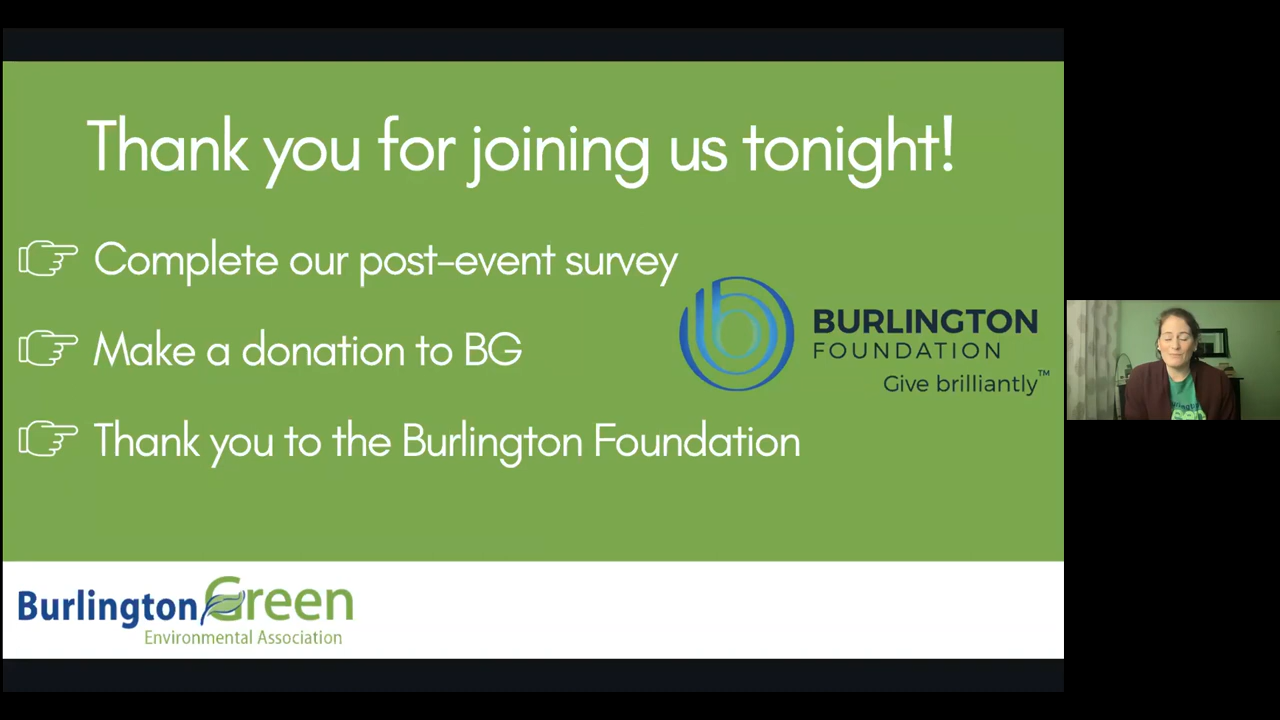 Thank you for joining us tonight!
Complete our post-event survey
Make a donation to BG
BURLINGTON
FOUNDATION
Give brilliantly™
Thank you to the Burlington Foundation
BurlingtonGreen
Environmental Association